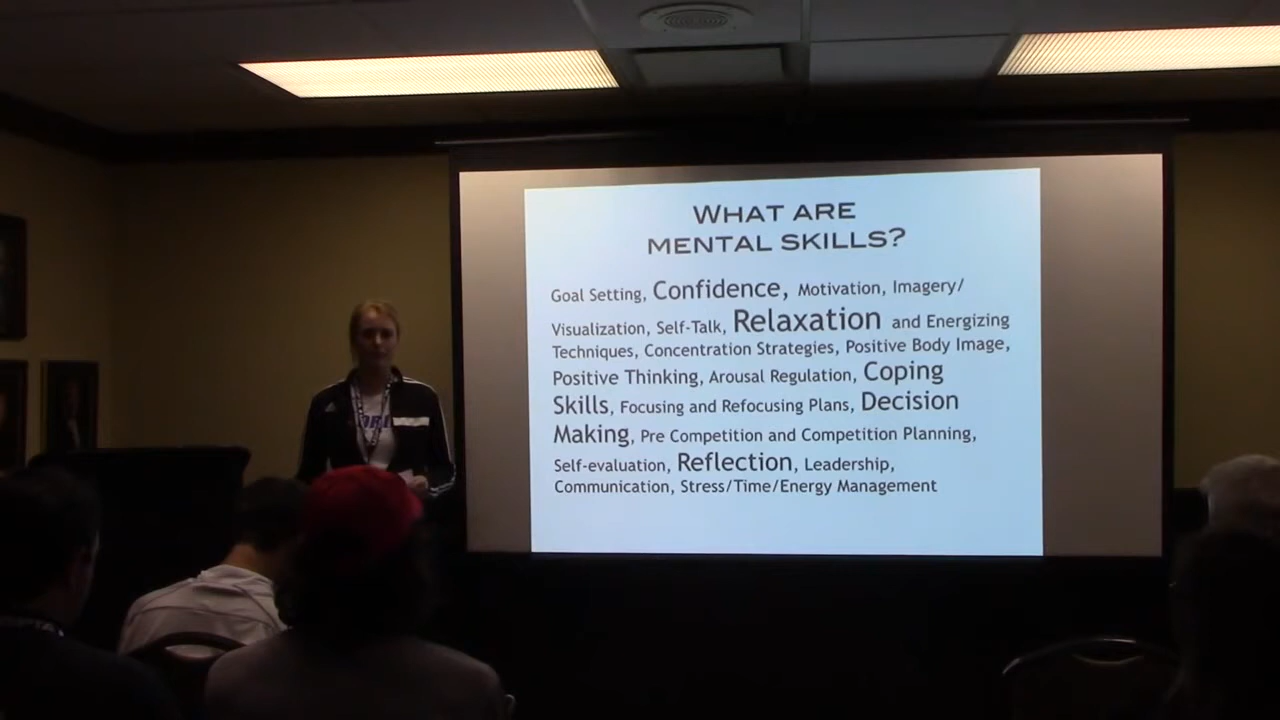 WHAT ARE
MENTAL SKILLS?
Goal Setting, Confidence, Motivation, Imagery/
Visualization, Self-Talk, Relaxation and Energizing
Techniques, Concentration Strategies, Positive Body Image,
Positive Thinking, Arousal Regulation, Coping
Skills, Focusing and Refocusing Plans, Decision
Making, Pre Competition and Competition Planning,
Self-evaluation, Reflection, Leadership,
Communication, Stress/Time/Energy Management